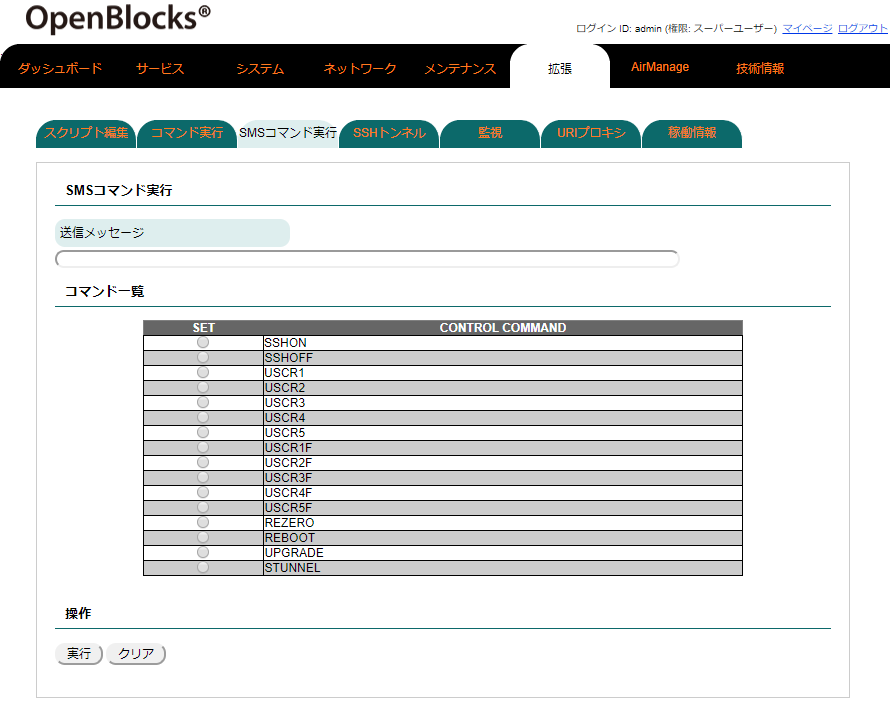 OpenBlocks®
ログイン ID: admin (権限: スーパーユーザー) マイページ ログアウト
ダッシュボード サービス システム ネットワーク メンテナンス 拡張 AirManage 技術情報
スクリプト編集 コマンド実行 SMSコマンド実行 SSHトンネル 監視 URIプロキシ 稼働情報
SMSコマンド実行
送信メッセージ
コマンド一覧
SET CONTROL COMMAND
SSHON
SSHOFF
USCR1
USCR2
USCR3
USCR4
USCR5
USCR1F
USCR2F
USCR3F
USCR4F
USCR5F
REZERO
REBOOT
UPGRADE
STUNNEL
操作
実行 クリア